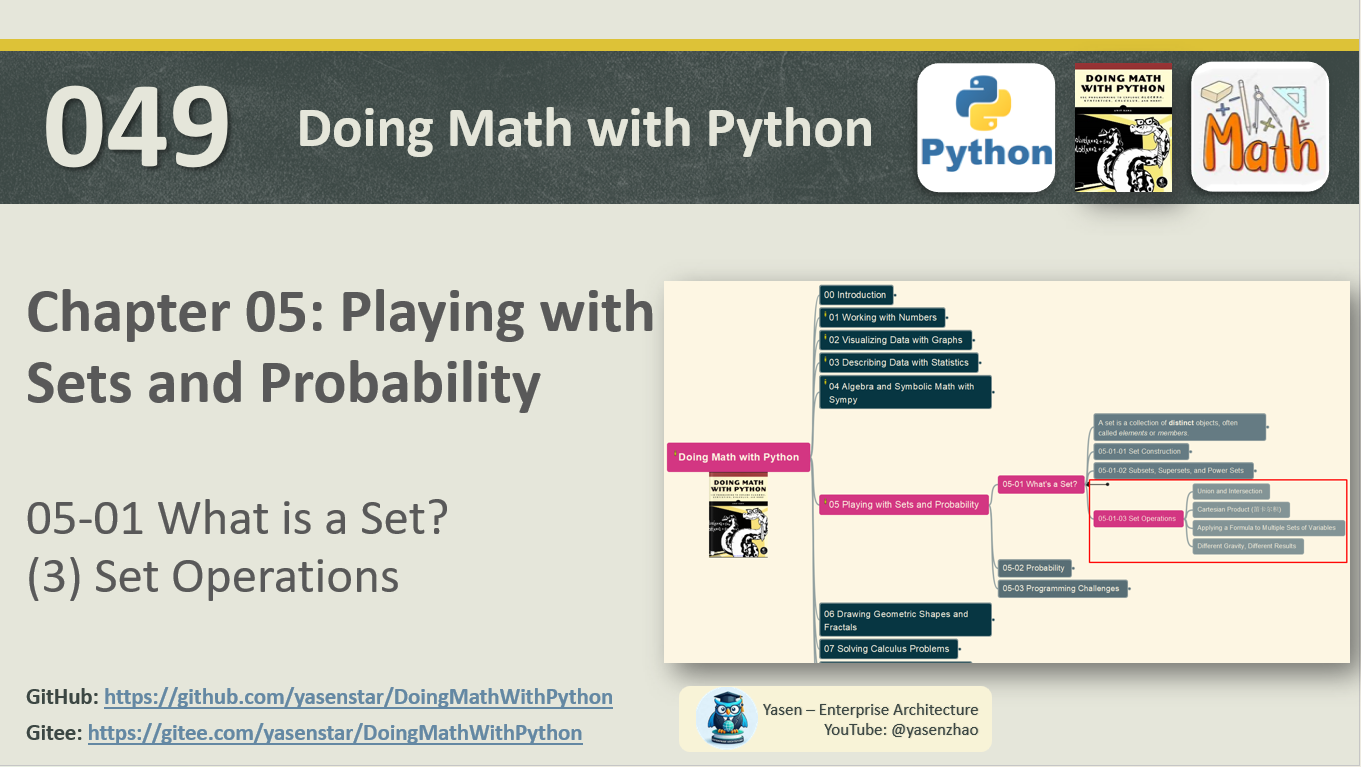 049
Doing Math with Python
Python
DOING MATH
WITH PYTHON
Math
Chapter 05: Playing with
Sets and Probability
05-01 What is a Set?
(3) Set Operations
00 Introduction
01 Working with Numbers
02 Visualizing Data with Graphs
03 Describing Data with Statistics
04 Algebra and Symbolic Math with
Sympy
Doing Math with Python
DOING MATH
WITH PYTHON
05 Playing with Sets and Probability
05-01 What's a Set?
A set is a collection of distinct objects, often
called elements or members.
05-01-01 Set Construction
05-01-02 Subsets, Supersets, and Power Sets
05-01-03 Set Operations
Union and Intersection
Cartesian Product (笛卡尔积)
Applying a Formula to Multiple Sets of Variables
Different Gravity, Different Results
05-02 Probability
05-03 Programming Challenges
06 Drawing Geometric Shapes and
Fractals
07 Solving Calculus Problems
GitHub: https://github.com/yasenstar/DoingMathWithPython
Gitee: https://gitee.com/yasenstar/DoingMathWithPython
Yasen – Enterprise Architecture
YouTube: @yasenzhao